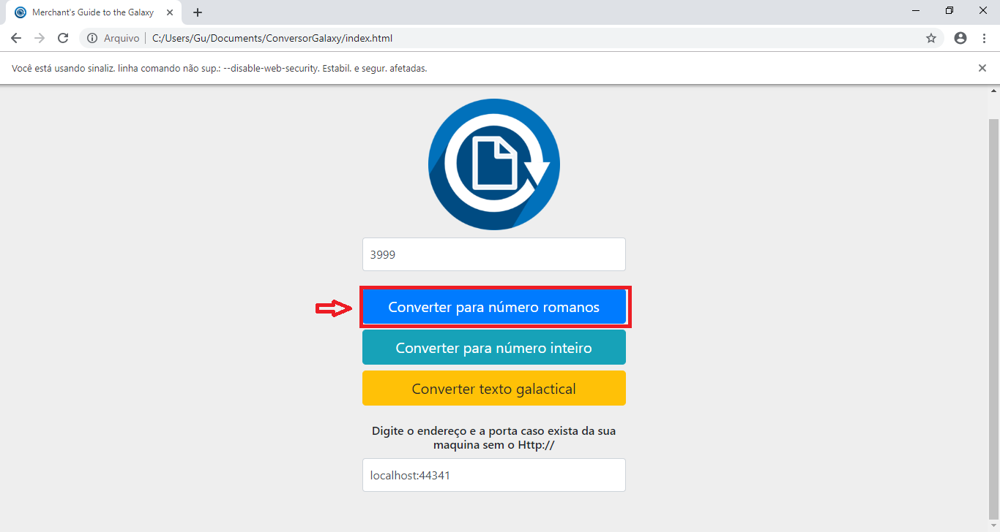 Merchant's Guide to the Galaxy
Arquivo C:/Users/Gu/Documents/ConversorGalaxy/index.html
Você está usando sinaliz. linha comando não sup.: --disable-web-security. Estabil. e segur. afetadas.
3999
Converter para número romanos
Converter para número inteiro
Converter texto galactical
Digite o endereço e a porta caso exista da sua
maquina sem o Http://
localhost:44341